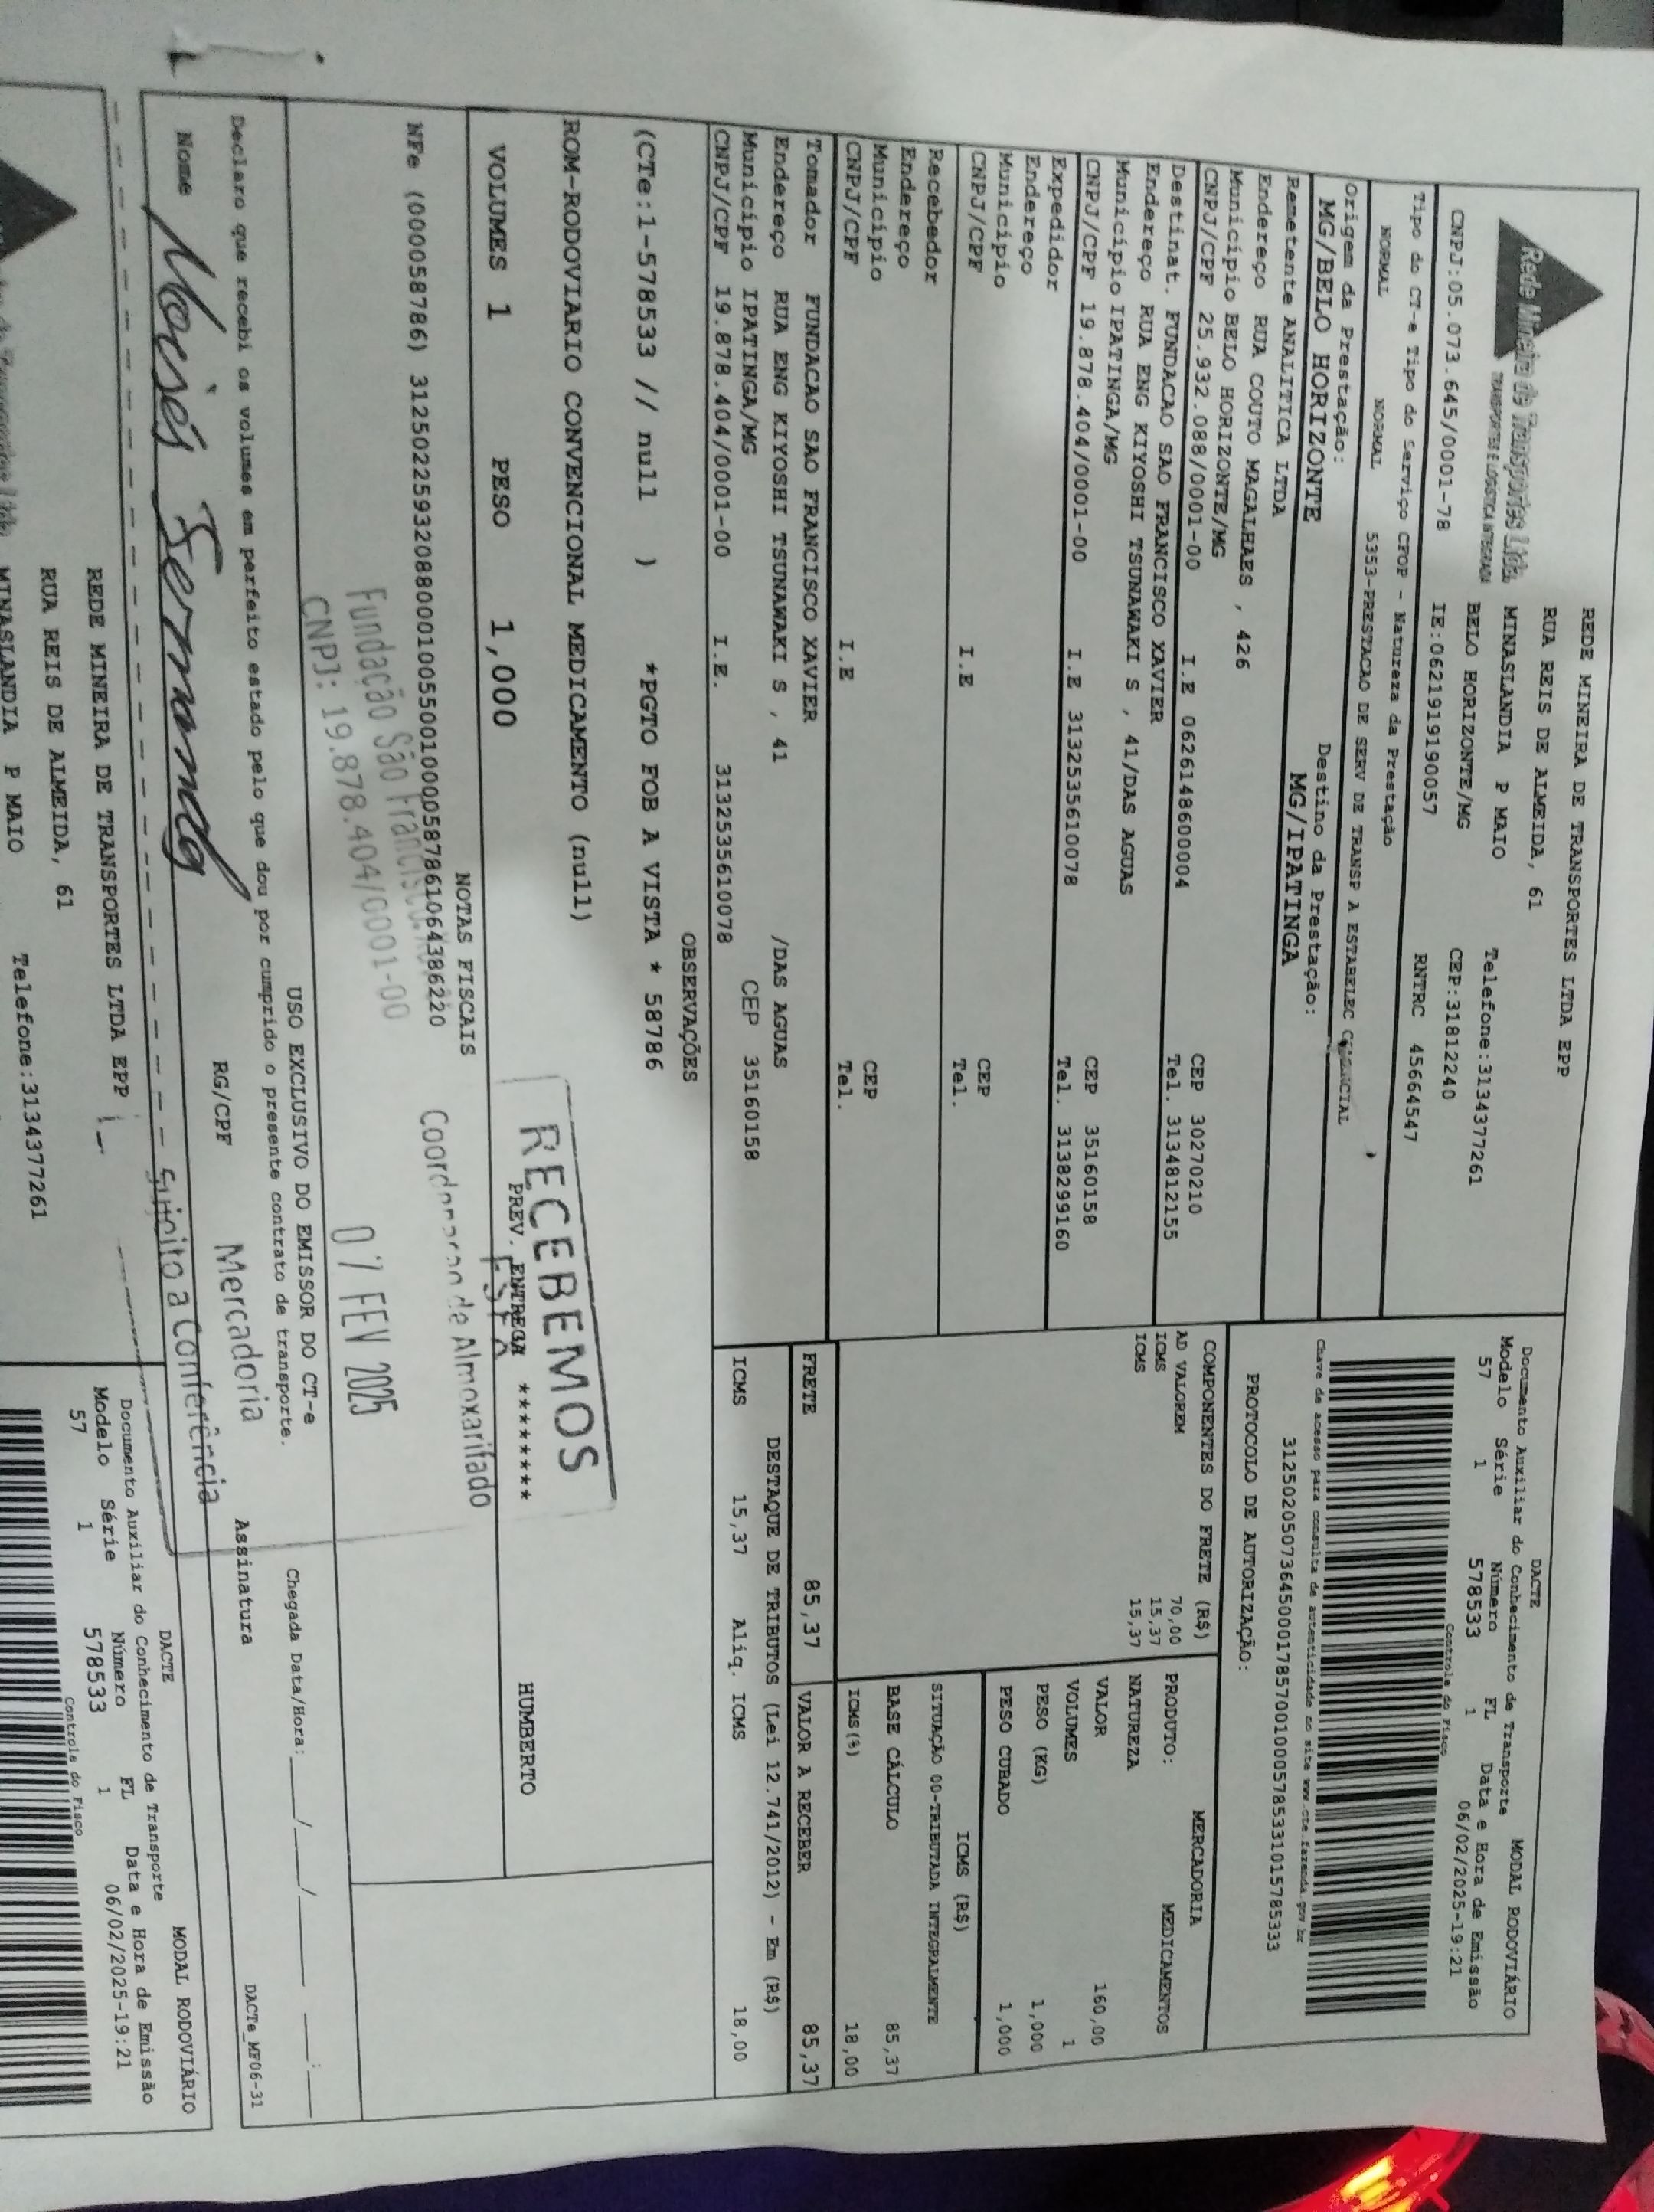 Rede Mineira de Transportes Ltda.
TRANSPORTES E LOGÍSTICA INTEGRADA
REDE MINEIRA DE TRANSPORTES LTDA EPP
RUA REIS DE ALMEIDA, 61
MINASLANDIA P MAIO Telefone:3134377261
BELO HORIZONTE/MG CEP:31812240
CNPJ:05.073.645/0001-78 IE:0621919190057 RNTRC 45664547
DACTE MODAL RODOVIÁRIO
Documento Auxiliar do Conhecimento de Transporte
Modelo Série Número FL Data e Hora de Emissão
57 1 578533 1 06/02/2025-19:21
Controle do Fisco
Tipo do CT-e Tipo do Serviço CFOP - Natureza da Prestação
NORMAL NORMAL 5353-PRESTACAO DE SERV DE TRANSP A ESTABELEC COMERCIAL
Chave de acesso para consulta de autenticidade no site www.cte.fazenda.gov.br
31250205073645000178570010005785331015785333
PROTOCOLO DE AUTORIZAÇÃO:
Origem da Prestação: Destino da Prestação:
MG/BELO HORIZONTE MG/IPATINGA
Remetente ANALITICA LTDA
Endereço RUA COUTO MAGALHAES , 426
Município BELO HORIZONTE/MG CEP 30270210
CNPJ/CPF 25.932.088/0001-00 I.E 0626148600004 Tel. 3134812155
Destinat. FUNDACAO SAO FRANCISCO XAVIER
Endereço RUA ENG KIYOSHI TSUNAWAKI S , 41/DAS AGUAS
Município IPATINGA/MG CEP 35160158
CNPJ/CPF 19.878.404/0001-00 I.E 3132535610078 Tel. 3138299160
Expedidor
Endereço
Município CEP
CNPJ/CPF I.E Tel.
Recebedor
Endereço
Município CEP
CNPJ/CPF I.E Tel.
Tomador FUNDACAO SAO FRANCISCO XAVIER
Endereço RUA ENG KIYOSHI TSUNAWAKI S , 41 /DAS AGUAS
Município IPATINGA/MG CEP 35160158
CNPJ/CPF 19.878.404/0001-00 I.E. 3132535610078
COMPONENTES DO FRETE (R$)
AD VALOREM 70,00
ICMS 15,37
ICMS 15,37
MERCADORIA
PRODUTO: MEDICAMENTOS
NATUREZA
VALOR 160,00
VOLUMES 1
PESO (KG) 1,000
PESO CUBADO 1,000
ICMS (R$)
SITUAÇÃO 00-TRIBUTADA INTEGRALMENTE
BASE CÁLCULO 85,37
ICMS(%) 18,00
FRETE 85,37 VALOR A RECEBER 85,37
DESTAQUE DE TRIBUTOS (Lei 12.741/2012) - Em (R$)
ICMS 15,37 Aliq. ICMS 18,00
OBSERVAÇÕES
(CTe:1-578533 // null ) *PGTO FOB A VISTA * 58786
ROM-RODOVIARIO CONVENCIONAL MEDICAMENTO (null)
VOLUMES 1 PESO 1,000 PREV. ENTREGA ******** HUMBERTO
RECEBEMOS
FSFX
Coordenação de Almoxarifado
07 FEV 2025
Mercadoria
Sujeito a Conferência
NOTAS FISCAIS
NFe (000058786) 31250225932088000100550010000587861064386220
Fundação São Francisco
CNPJ: 19.878.404/0001-00
USO EXCLUSIVO DO EMISSOR DO CT-e
Declaro que recebi os volumes em perfeito estado pelo que dou por cumprido o presente contrato de transporte.
Chegada Data/Hora:____/____/______ ___:___
Nome Moisés Fernando RG/CPF Assinatura
DACTe_MF06-31
REDE MINEIRA DE TRANSPORTES LTDA EPP
RUA REIS DE ALMEIDA, 61
MINASLANDIA P MAIO Telefone:3134377261
DACTE MODAL RODOVIÁRIO
Documento Auxiliar do Conhecimento de Transporte
Modelo Série Número FL Data e Hora de Emissão
57 1 578533 1 06/02/2025-19:21
Controle do Fisco